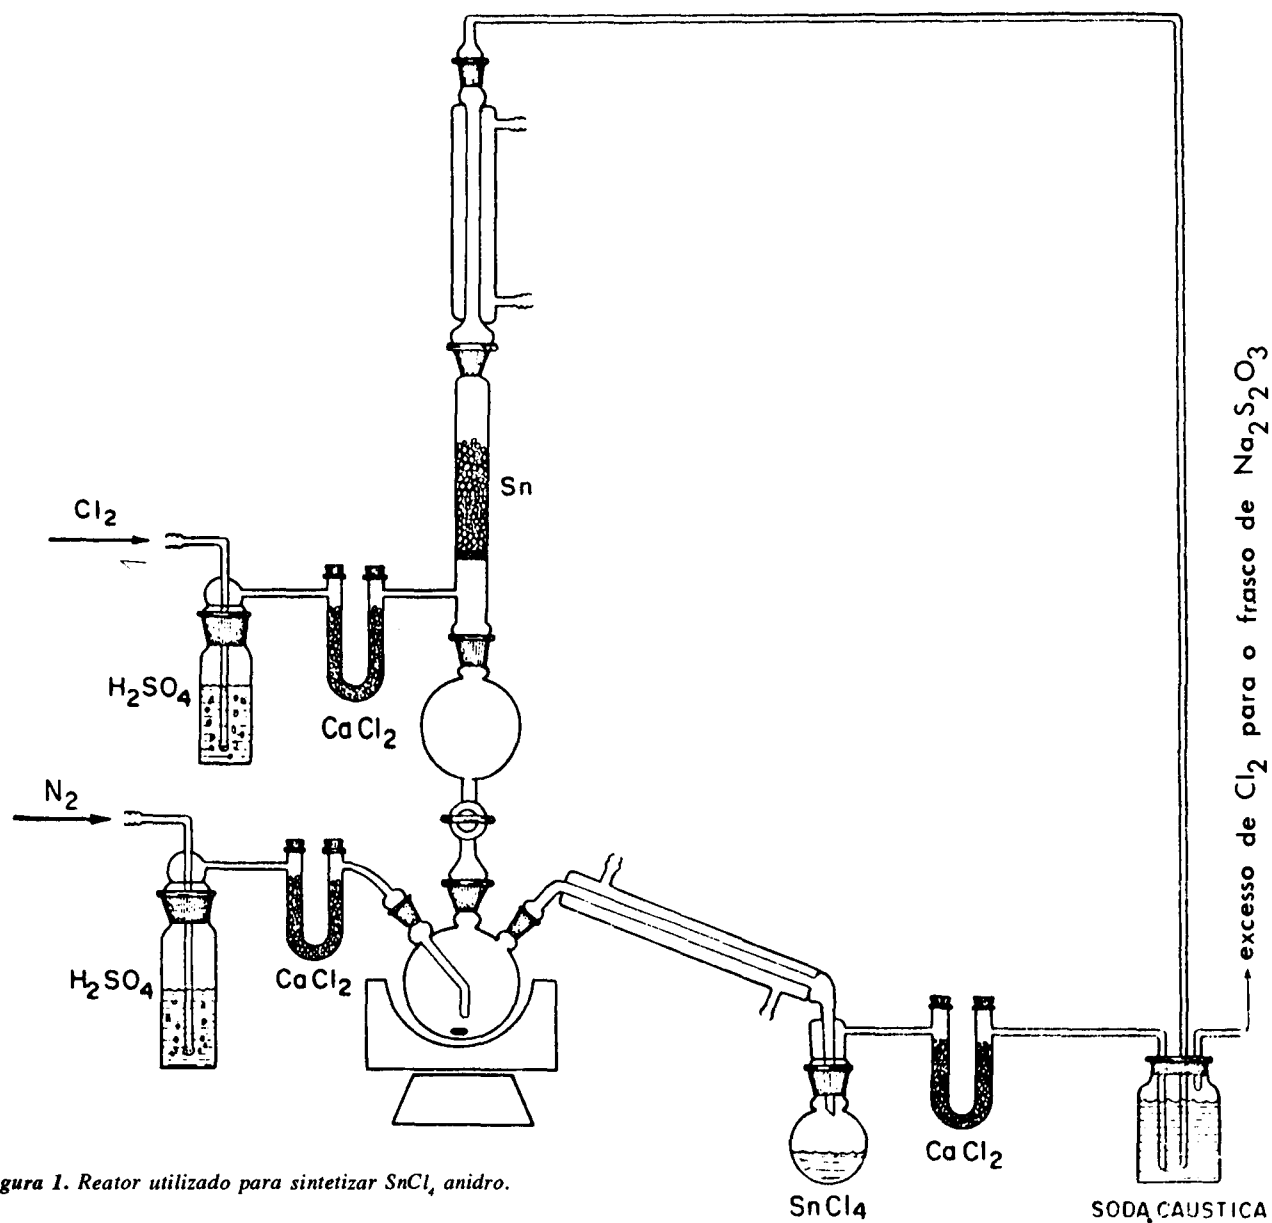 Sn
Cl2
H2SO4
CaCl2
N2
H2SO4
CaCl2
excesso de Cl2 para o frasco de Na2S2O3
CaCl2
SnCl4
SODA CAUSTICA
gura 1. Reator utilizado para sintetizar SnCl4 anidro.